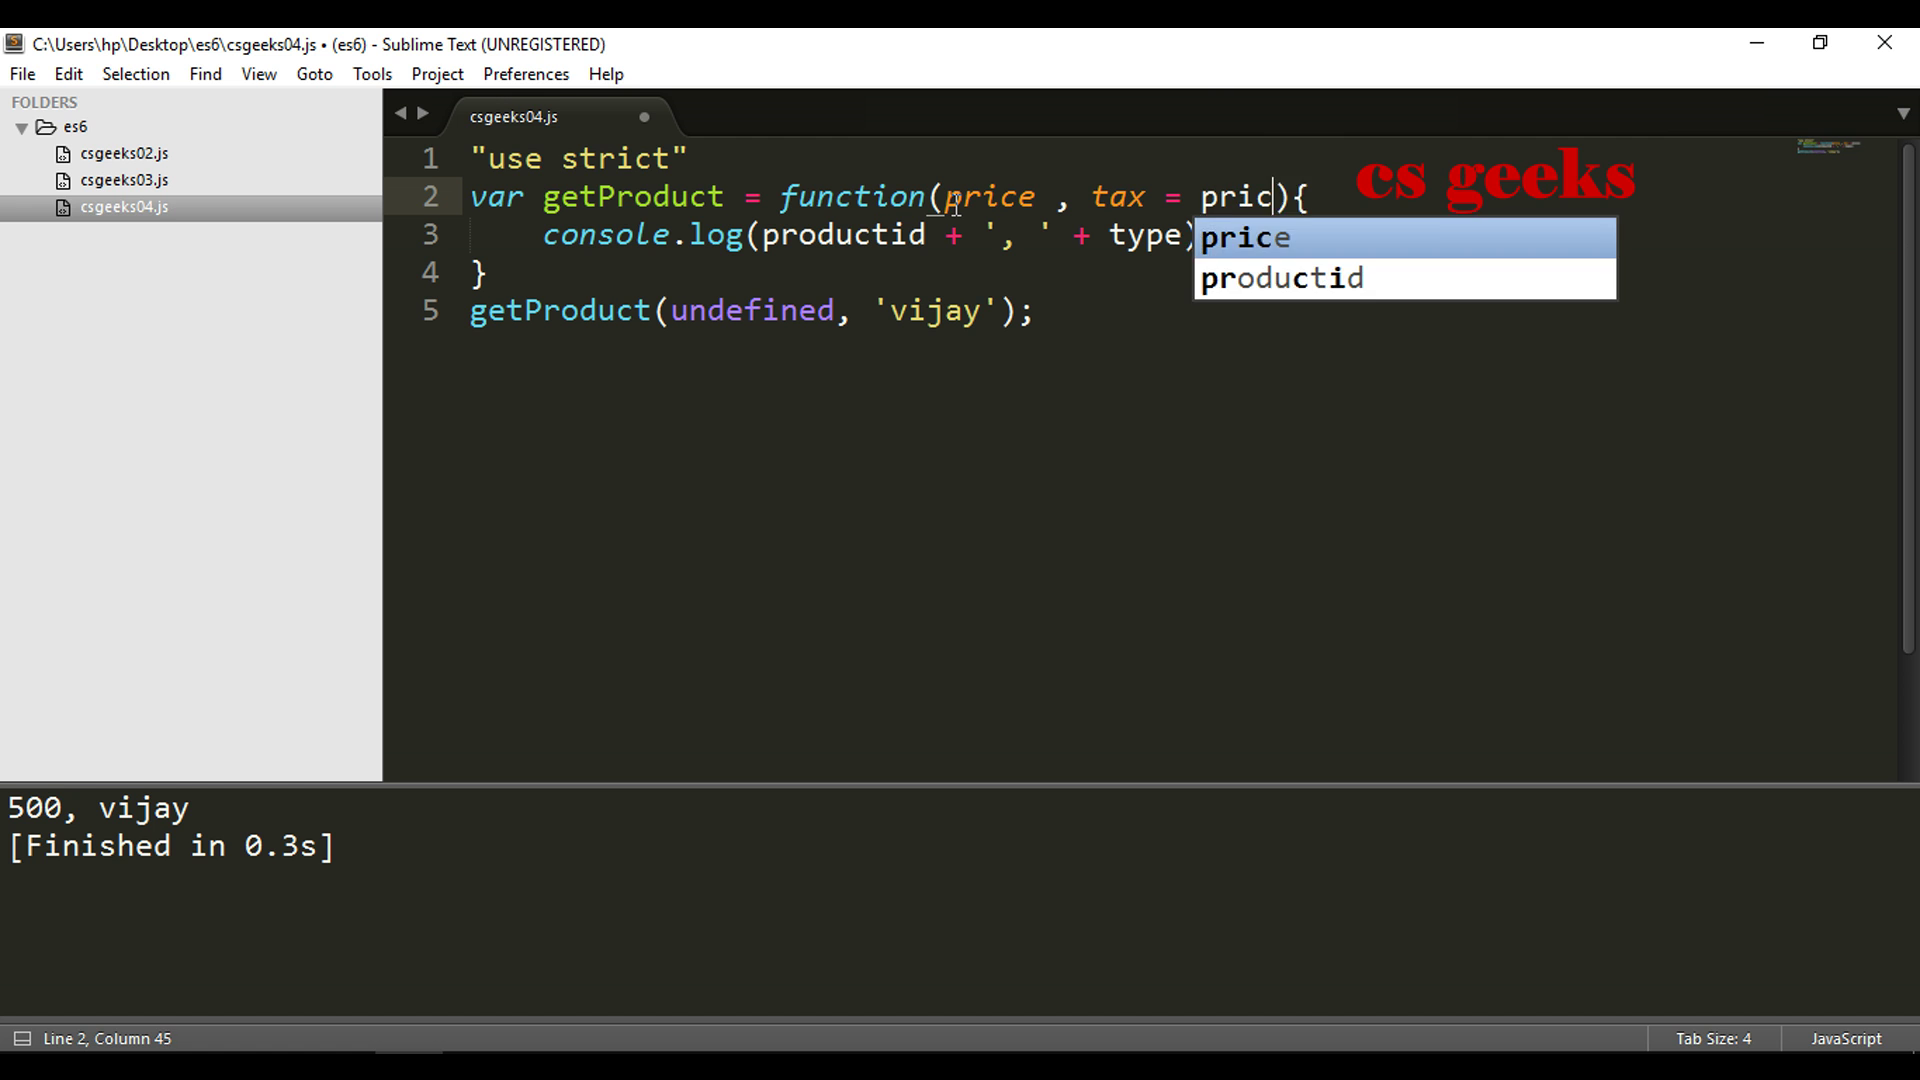 C:\Users\hp\Desktop\es6\csgeeks04.js • (es6) - Sublime Text (UNREGISTERED)
File Edit Selection Find View Goto Tools Project Preferences Help
FOLDERS
es6
csgeeks02.js
csgeeks03.js
csgeeks04.js
csgeeks04.js
cs geeks
1 "use strict"
2 var getProduct = function(price , tax = pric){
3 console.log(productid + ', ' + type)
4 }
5 getProduct(undefined, 'vijay');
price
productid
500, vijay
[Finished in 0.3s]
Line 2, Column 45
Tab Size: 4
JavaScript